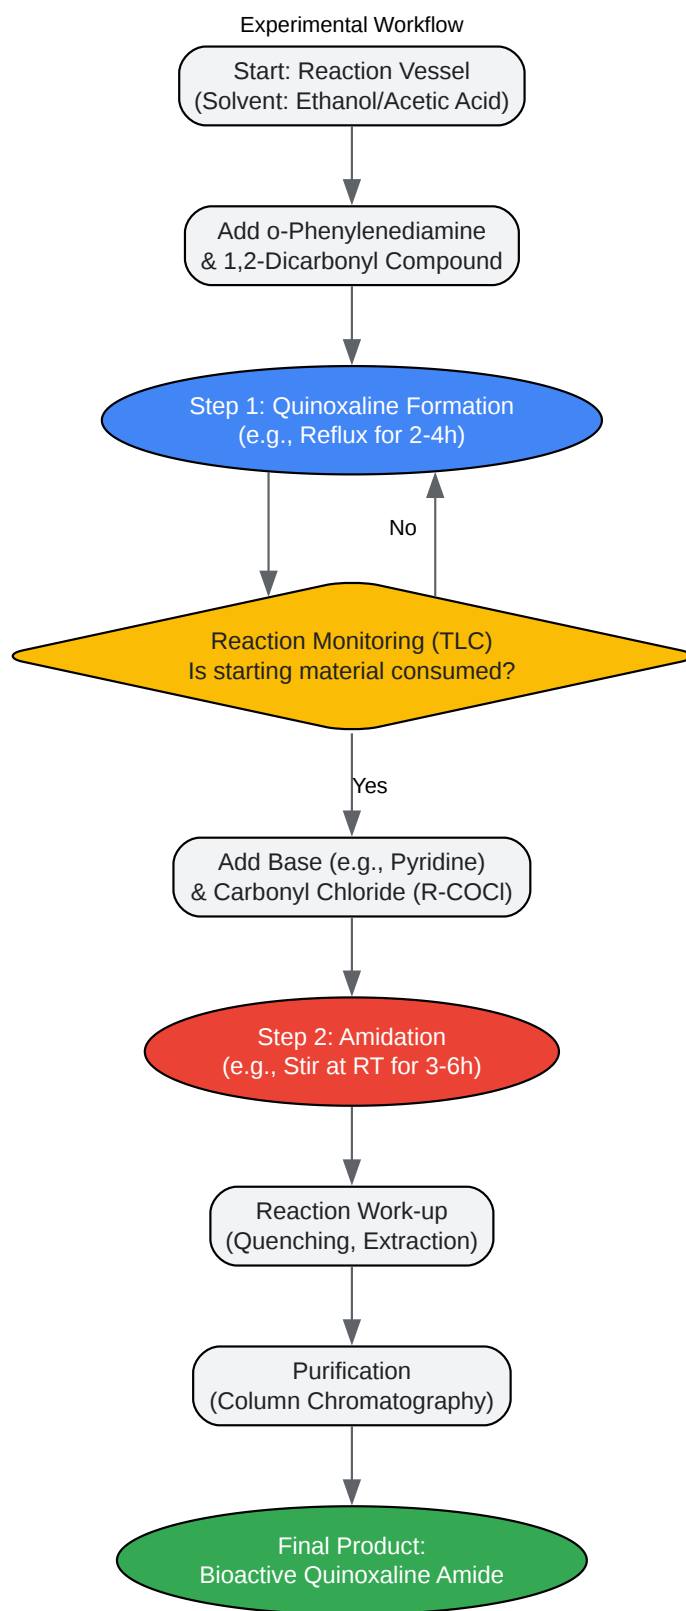 Experimental Workflow
Start: Reaction Vessel
(Solvent: Ethanol/Acetic Acid)
Add o-Phenylenediamine
& 1,2-Dicarbonyl Compound
Step 1: Quinoxaline Formation
(e.g., Reflux for 2-4h)
No
Reaction Monitoring (TLC)
Is starting material consumed?
Yes
Add Base (e.g., Pyridine)
& Carbonyl Chloride (R-COCl)
Step 2: Amidation
(e.g., Stir at RT for 3-6h)
Reaction Work-up
(Quenching, Extraction)
Purification
(Column Chromatography)
Final Product:
Bioactive Quinoxaline Amide